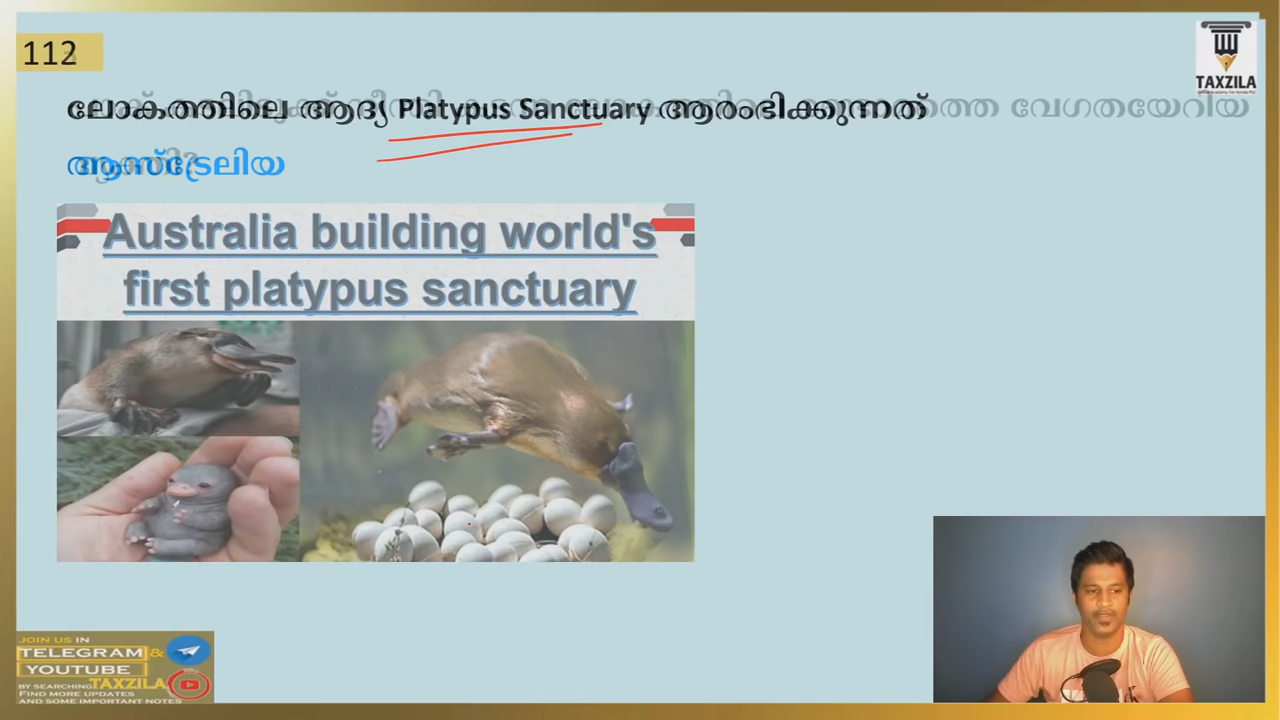 112
TAXZILA
ലോകത്തിലെ ആദ്യ Platypus Sanctuary ആരംഭിക്കുന്നത്
വേഗതയേറിയ
ആസ്ട്രേലിയ
Australia building world's
first platypus sanctuary
JOIN US IN
TELEGRAM &
YOUTUBE
BY SEARCHING TAXZILA
FIND MORE UPDATES
AND SOME IMPORTANT NOTES